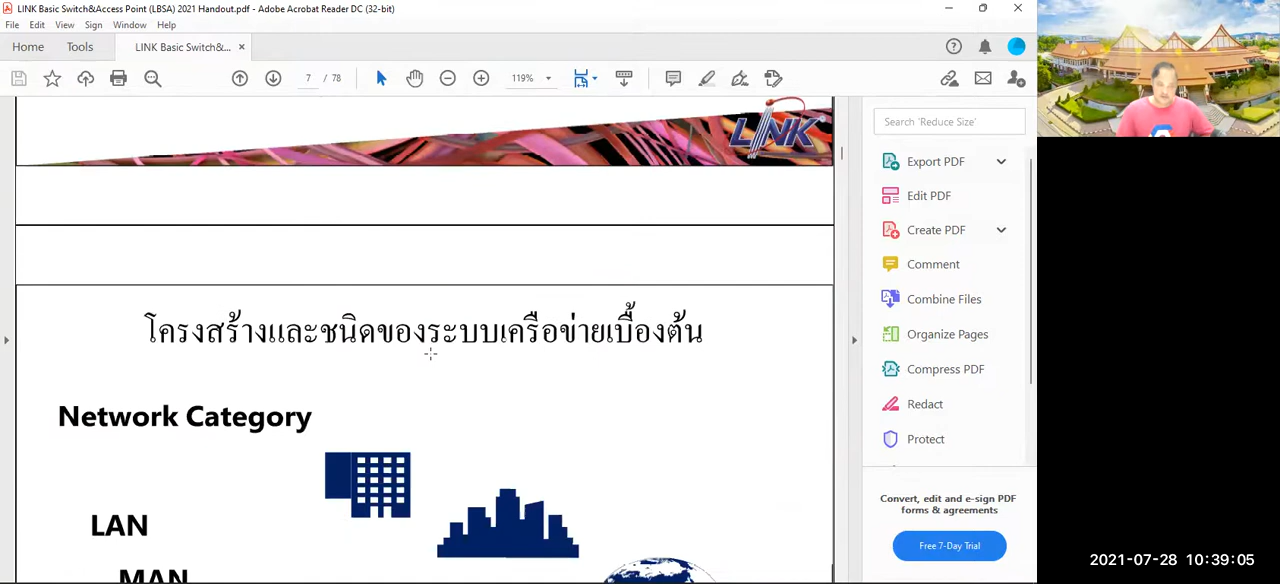 LINK Basic Switch&Access Point (LBSA) 2021 Handout.pdf - Adobe Acrobat Reader DC (32-bit)
File Edit View Sign Window Help
Home Tools LINK Basic Switch&... ×
7 / 78 119%
LINK
Search 'Reduce Size'
Export PDF
Edit PDF
Create PDF
Comment
Combine Files
Organize Pages
Compress PDF
Redact
Protect
Convert, edit and e-sign PDF
forms & agreements
Free 7-Day Trial
โครงสร้างและชนิดของระบบเครือข่ายเบื้องต้น
Network Category
LAN
MAN
2021-07-28 10:39:05